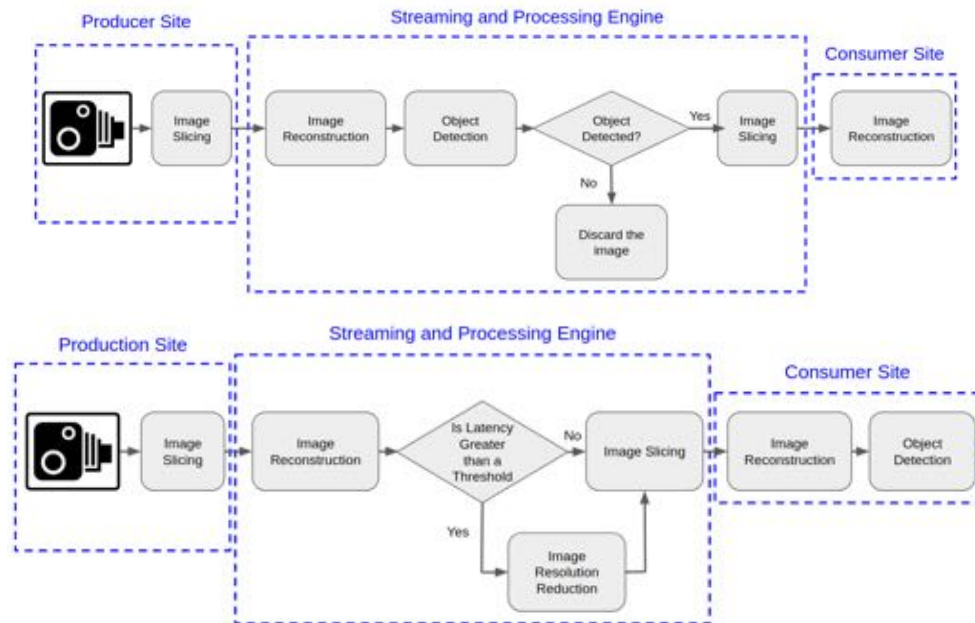 Streaming and Processing Engine
Producer Site
Consumer Site
Image
Slicing
Image
Reconstruction
Object
Detection
Object
Detected?
Yes
Image
Slicing
Image
Reconstruction
No
Discard the
image
Streaming and Processing Engine
Production Site
Consumer Site
Image
Slicing
Image
Reconstruction
Is Latency
Greater
than a
Threshold
No
Image Slicing
Image
Reconstruction
Object
Detection
Yes
Image
Resolution
Reduction